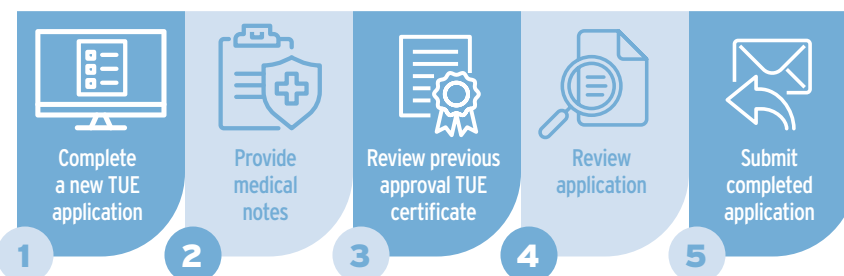 Complete
a new TUE
application
1
Provide
medical
notes
2
Review previous
approval TUE
certificate
3
Review
application
4
Submit
completed
application
5